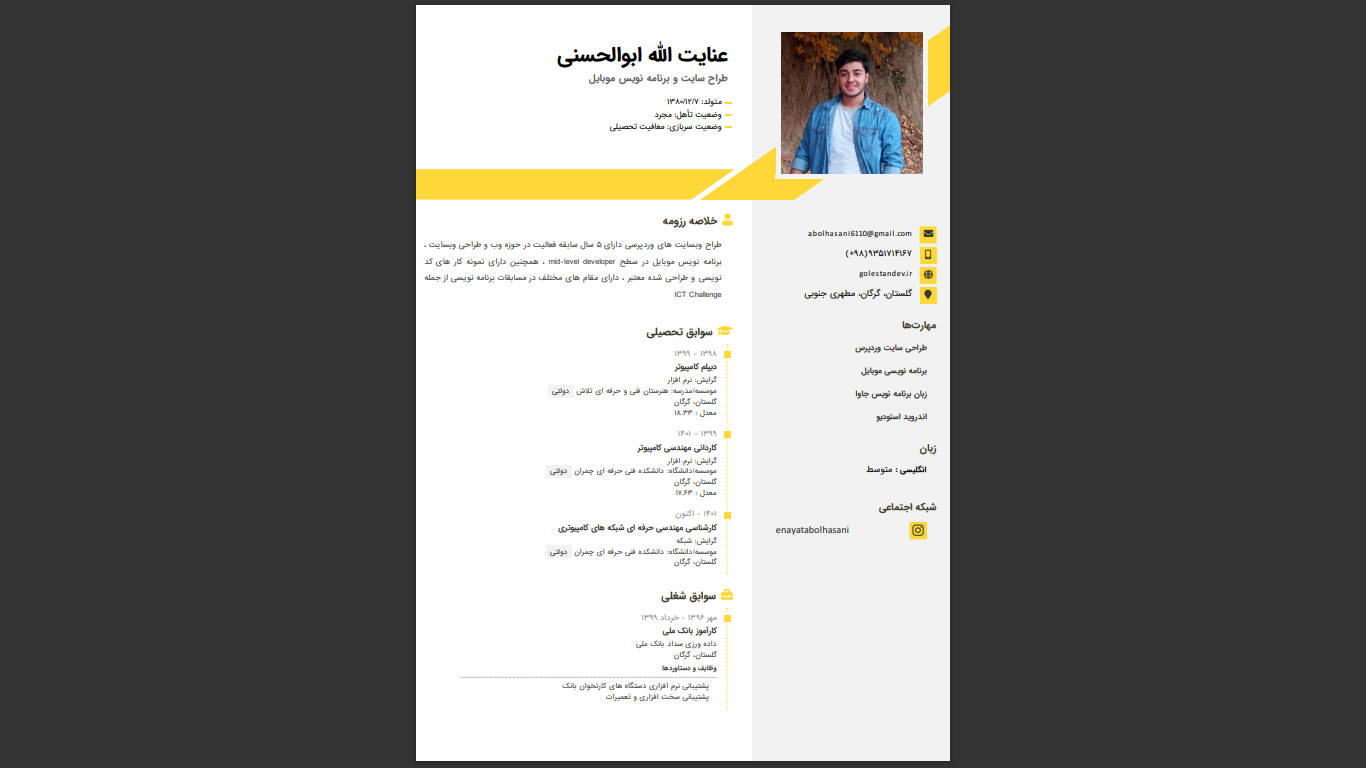 عنایت الله ابوالحسنی
طراح سایت و برنامه نویس موبایل
متولد: ۱۳۸۰/۱۲/۷
وضعیت تأهل: مجرد
وضعیت سربازی: معافیت تحصیلی
خلاصه رزومه
طراح وبسایت های وردپرسی دارای ۵ سال سابقه فعالیت در حوزه وب و طراحی وبسایت ،
برنامه نویس موبایل در سطح mid-level developer ، همچنین دارای نمونه کار های کد
نویسی و طراحی شده معتبر ، دارای مقام های مختلف در مسابقات برنامه نویسی از جمله
ICT Challenge
سوابق تحصیلی
۱۳۹۸ - ۱۳۹۹
دیپلم کامپیوتر
گرایش: نرم افزار
موسسه/مدرسه: هنرستان فنی و حرفه ای تلاش دولتی
گلستان، گرگان
معدل : ۱۸.۳۳
۱۳۹۹ - ۱۴۰۱
کاردانی مهندسی کامپیوتر
گرایش: نرم افزار
موسسه/دانشگاه: دانشکده فنی حرفه ای چمران دولتی
گلستان، گرگان
معدل : ۱۷.۶۳
۱۴۰۱ - اکنون
کارشناسی مهندسی حرفه ای شبکه های کامپیوتری
گرایش: شبکه
موسسه/دانشگاه: دانشکده فنی حرفه ای چمران دولتی
گلستان، گرگان
سوابق شغلی
مهر ۱۳۹۶ - خرداد ۱۳۹۹
کارآموز بانک ملی
داده ورزی سداد بانک ملی
گلستان، گرگان
وظایف و دستاوردها
پشتیبانی نرم افزاری دستگاه های کارتخوان بانک
پشتیبانی سخت افزاری و تعمیرات
abolhasani6110@gmail.com
(+۹۸)۹۳۵۱۷۱۴۱۶۷
golestandev.ir
گلستان، گرگان، مطهری جنوبی
مهارت‌ها
طراحی سایت وردپرس
برنامه نویسی موبایل
زبان برنامه نویس جاوا
اندروید استودیو
زبان
انگلیسی : متوسط
شبکه اجتماعی
enayatabolhasani